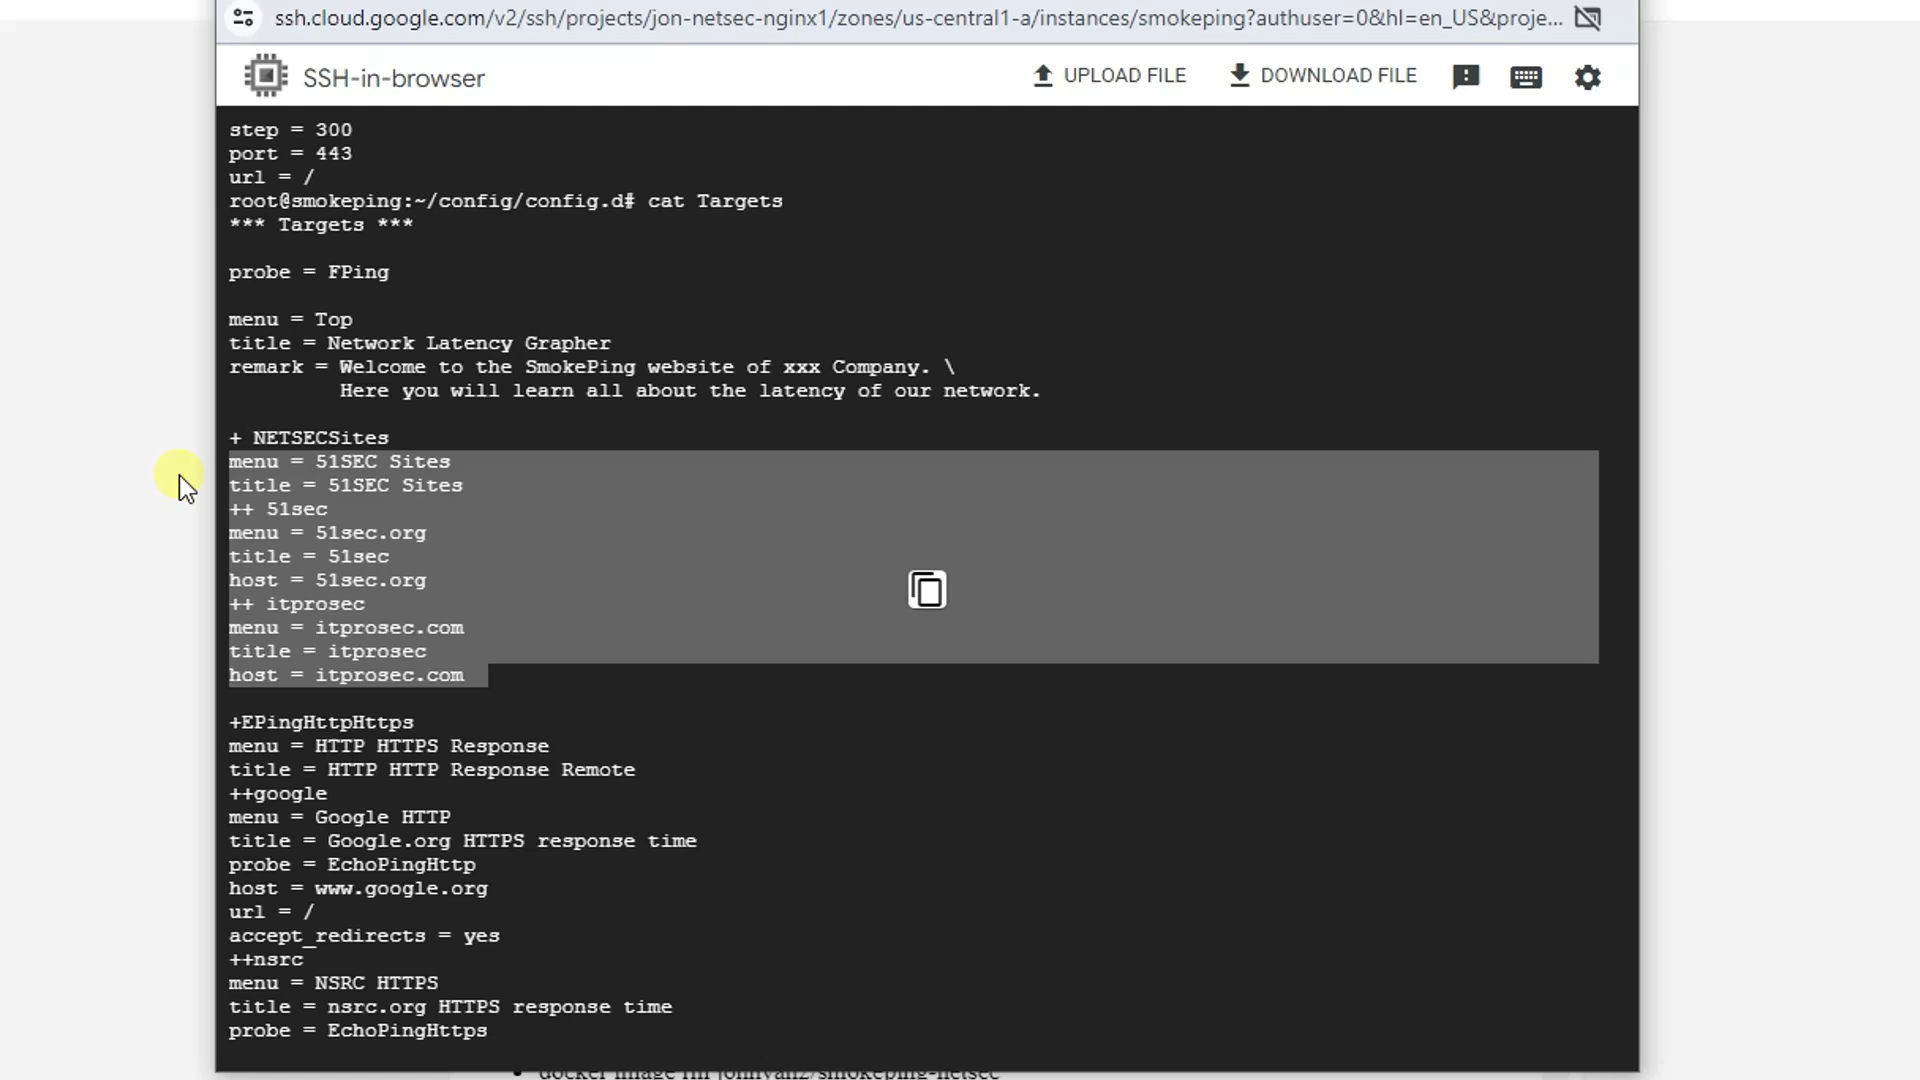 ssh.cloud.google.com/v2/ssh/projects/jon-netsec-nginx1/zones/us-central1-a/instances/smokeping?authuser=0&hl=en_US&proje...
SSH-in-browser
UPLOAD FILE
DOWNLOAD FILE
step = 300
port = 443
url = /
root@smokeping:~/config/config.d# cat Targets
*** Targets ***
probe = FPing
menu = Top
title = Network Latency Grapher
remark = Welcome to the SmokePing website of xxx Company. \
Here you will learn all about the latency of our network.
+ NETSECSites
menu = 51SEC Sites
title = 51SEC Sites
++ 51sec
menu = 51sec.org
title = 51sec
host = 51sec.org
++ itprosec
menu = itprosec.com
title = itprosec
host = itprosec.com
+EPingHttpHttps
menu = HTTP HTTPS Response
title = HTTP HTTP Response Remote
++google
menu = Google HTTP
title = Google.org HTTPS response time
probe = EchoPingHttp
host = www.google.org
url = /
accept_redirects = yes
++nsrc
menu = NSRC HTTPS
title = nsrc.org HTTPS response time
probe = EchoPingHttps